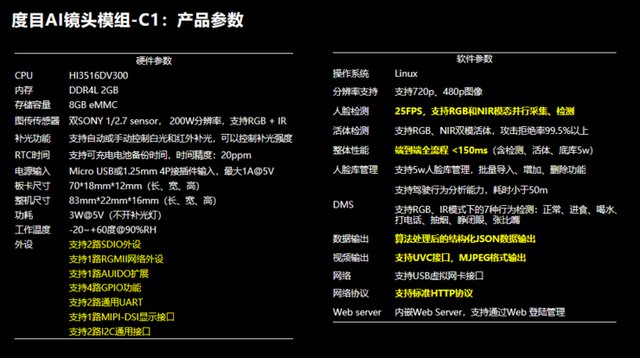 度目AI镜头模组-C1：产品参数
硬件参数
CPU HI3516DV300
内存 DDR4L 2GB
存储容量 8GB eMMC
图传传感器 双SONY 1/2.7 sensor， 200W分辨率，支持RGB + IR
补光功能 支持自动或手动控制白光和红外补光，可以控制补光强度
RTC时间 支持可充电电池备份时间，时间精度：20ppm
电源输入 Micro USB或1.25mm 4P接插件输入，最大1A@5V
板卡尺寸 70*18mm*12mm（长、宽、高）
整机尺寸 83mm*22mm*16mm（长、宽、高）
功耗 3W@5V（不开补光灯）
工作温度 -20~+60度@90%RH
外设 支持2路SDIO外设
支持1路RGMII网络外设
支持1路AUIDO扩展
支持4路GPIO功能
支持2路通用UART
支持1路MIPI-DSI显示接口
支持2路I2C通用接口
软件参数
操作系统 Linux
分辨率支持 支持720p、480p图像
人脸检测 25FPS，支持RGB和NIR模态并行采集、检测
活体检测 支持RGB、NIR双模活体，攻击拒绝率99.5%以上
整体性能 端到端全流程 <150ms（含检测、活体、底库5w）
人脸库管理 支持5w人脸库管理，批量导入、增加、删除功能
支持驾驶行为分析能力，耗时小于50m
DMS 支持RGB、IR模式下的7种行为检测：正常、进食、喝水、
打电话、抽烟、睁闭眼、张比嘴
数据输出 算法处理后的结构化JSON数据输出
视频输出 支持UVC接口，MJPEG格式输出
网络 支持USB虚拟网卡接口
网络协议 支持标准HTTP协议
Web server 内嵌Web Server，支持通过Web 登陆管理